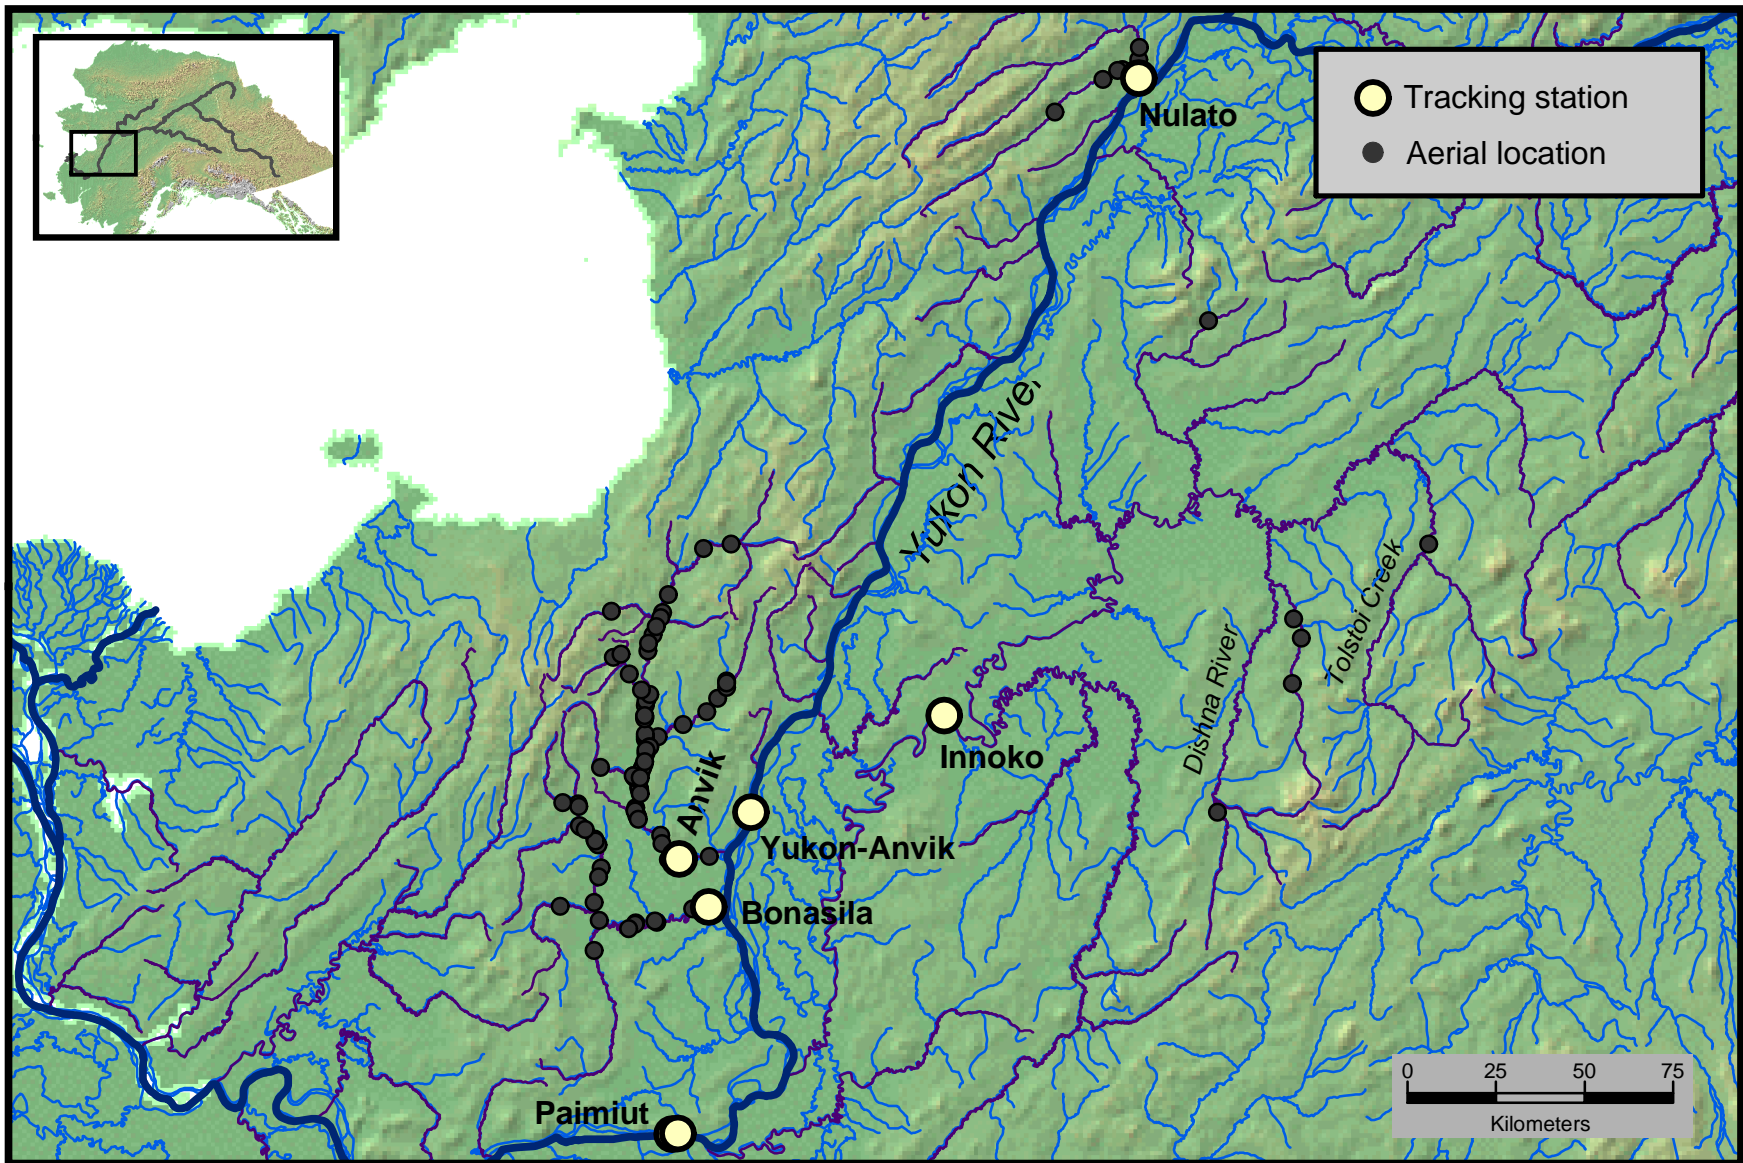 Tracking station
Aerial location
Nulato
Yukon River
Tolstoi Creek
Dishna River
Innoko
Anvik
Yukon-Anvik
Bonasila
Paimiut
0 25 50 75
Kilometers